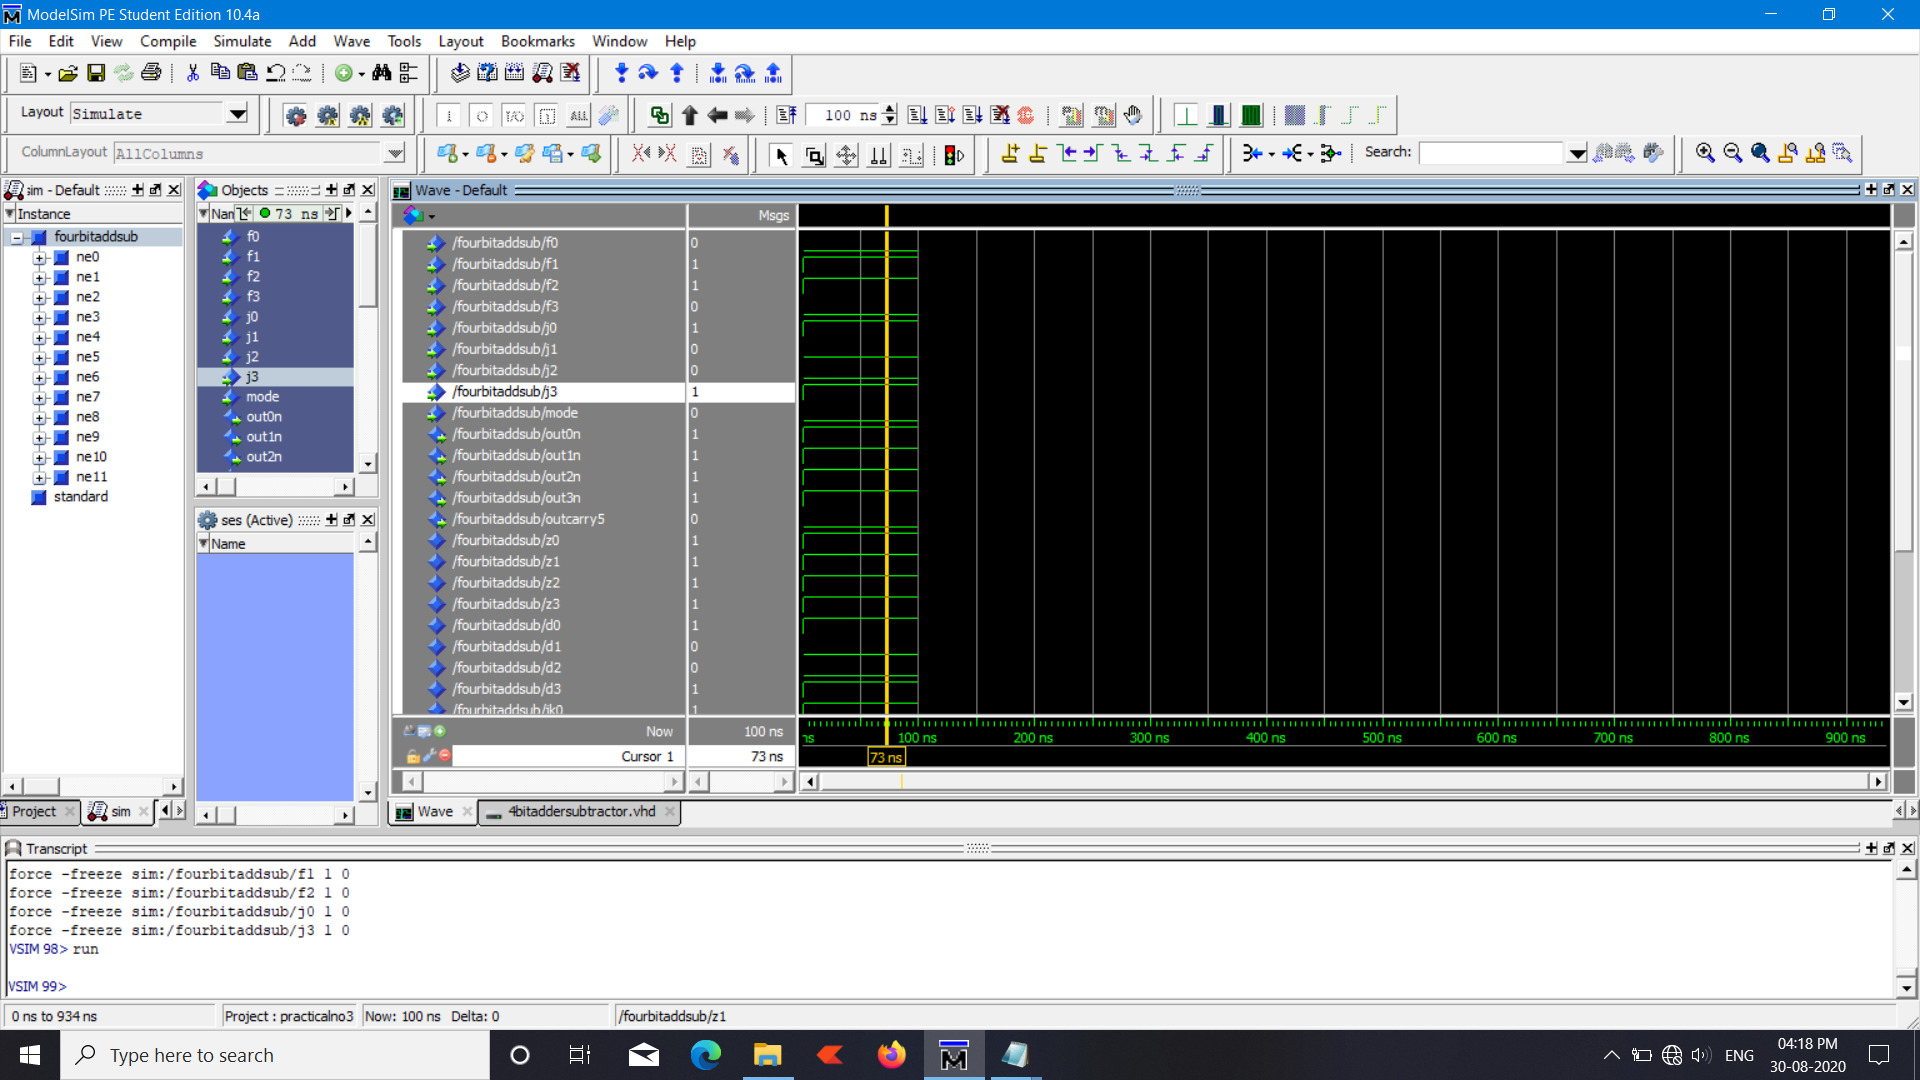 ModelSim PE Student Edition 10.4a
File Edit View Compile Simulate Add Wave Tools Layout Bookmarks Window Help
Layout Simulate
100 ns
ALL
ColumnLayout AllColumns
Search:
sim - Default
Instance
fourbitaddsub
ne0
ne1
ne2
ne3
ne4
ne5
ne6
ne7
ne8
ne9
ne10
ne11
standard
Project
sim
Objects
Nan
73 ns
f0
f1
f2
f3
j0
j1
j2
j3
mode
out0n
out1n
out2n
ses (Active)
Name
Wave - Default
Msgs
/fourbitaddsub/f0 0
/fourbitaddsub/f1 1
/fourbitaddsub/f2 1
/fourbitaddsub/f3 0
/fourbitaddsub/j0 1
/fourbitaddsub/j1 0
/fourbitaddsub/j2 0
/fourbitaddsub/j3 1
/fourbitaddsub/mode 0
/fourbitaddsub/out0n 1
/fourbitaddsub/out1n 1
/fourbitaddsub/out2n 1
/fourbitaddsub/out3n 1
/fourbitaddsub/outcarry5 0
/fourbitaddsub/z0 1
/fourbitaddsub/z1 1
/fourbitaddsub/z2 1
/fourbitaddsub/z3 1
/fourbitaddsub/d0 1
/fourbitaddsub/d1 0
/fourbitaddsub/d2 0
/fourbitaddsub/d3 1
/fourbitaddsub/jk0 1
Now 100 ns
ns 100 ns 200 ns 300 ns 400 ns 500 ns 600 ns 700 ns 800 ns 900 ns
Cursor 1 73 ns
73 ns
Wave 4bitaddersubtractor.vhd
Transcript
force -freeze sim:/fourbitaddsub/f1 1 0
force -freeze sim:/fourbitaddsub/f2 1 0
force -freeze sim:/fourbitaddsub/j0 1 0
force -freeze sim:/fourbitaddsub/j3 1 0
VSIM 98> run
VSIM 99>
0 ns to 934 ns Project : practicalno3 Now: 100 ns Delta: 0 /fourbitaddsub/z1
Type here to search
ENG
04:18 PM
30-08-2020